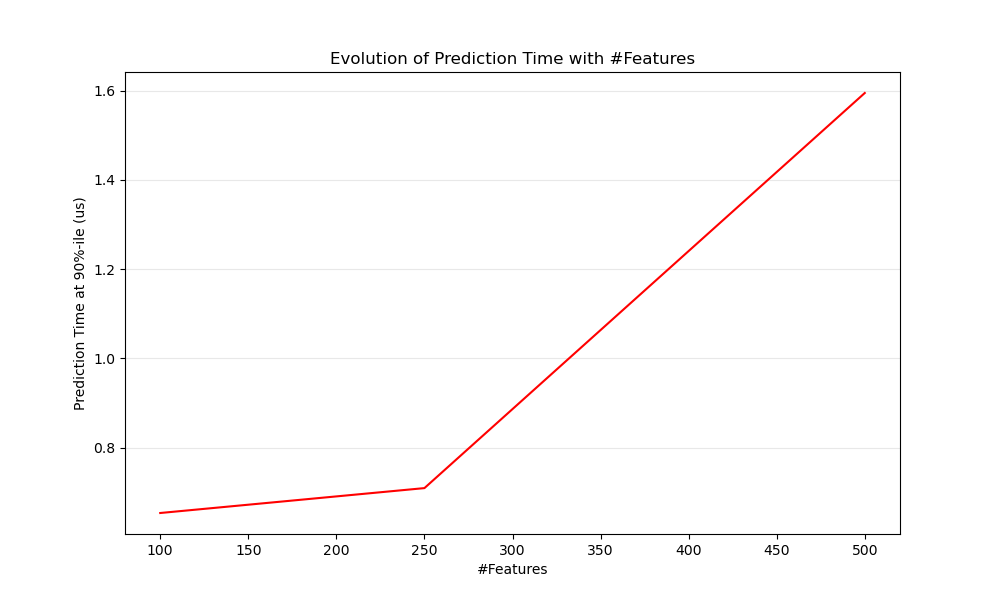 Evolution of Prediction Time with #Features
Prediction Time at 90%-ile (us)
1.6
1.4
1.2
1.0
0.8
100 150 200 250 300 350 400 450 500
#Features